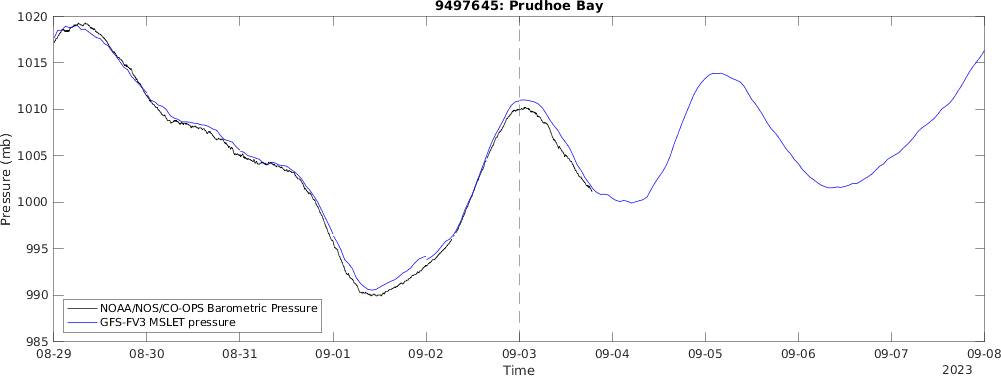 9497645: Prudhoe Bay
Pressure (mb)
1020
1015
1010
1005
1000
995
990
985
NOAA/NOS/CO-OPS Barometric Pressure
GFS-FV3 MSLET pressure
08-29 08-30 08-31 09-01 09-02 09-03 09-04 09-05 09-06 09-07 09-08
Time
2023